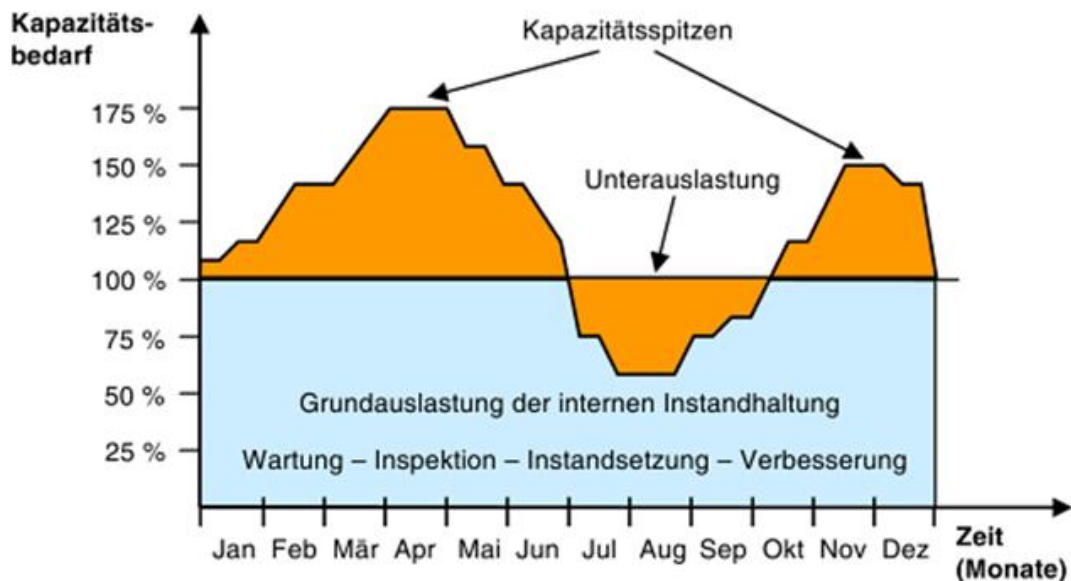 Kapazitäts-
bedarf
Kapazitätsspitzen
175 %
150 %
Unterauslastung
125 %
100 %
75 %
50 %
Grundauslastung der internen Instandhaltung
25 %
Wartung – Inspektion – Instandsetzung – Verbesserung
Jan Feb Mär Apr Mai Jun Jul Aug Sep Okt Nov Dez
Zeit
(Monate)